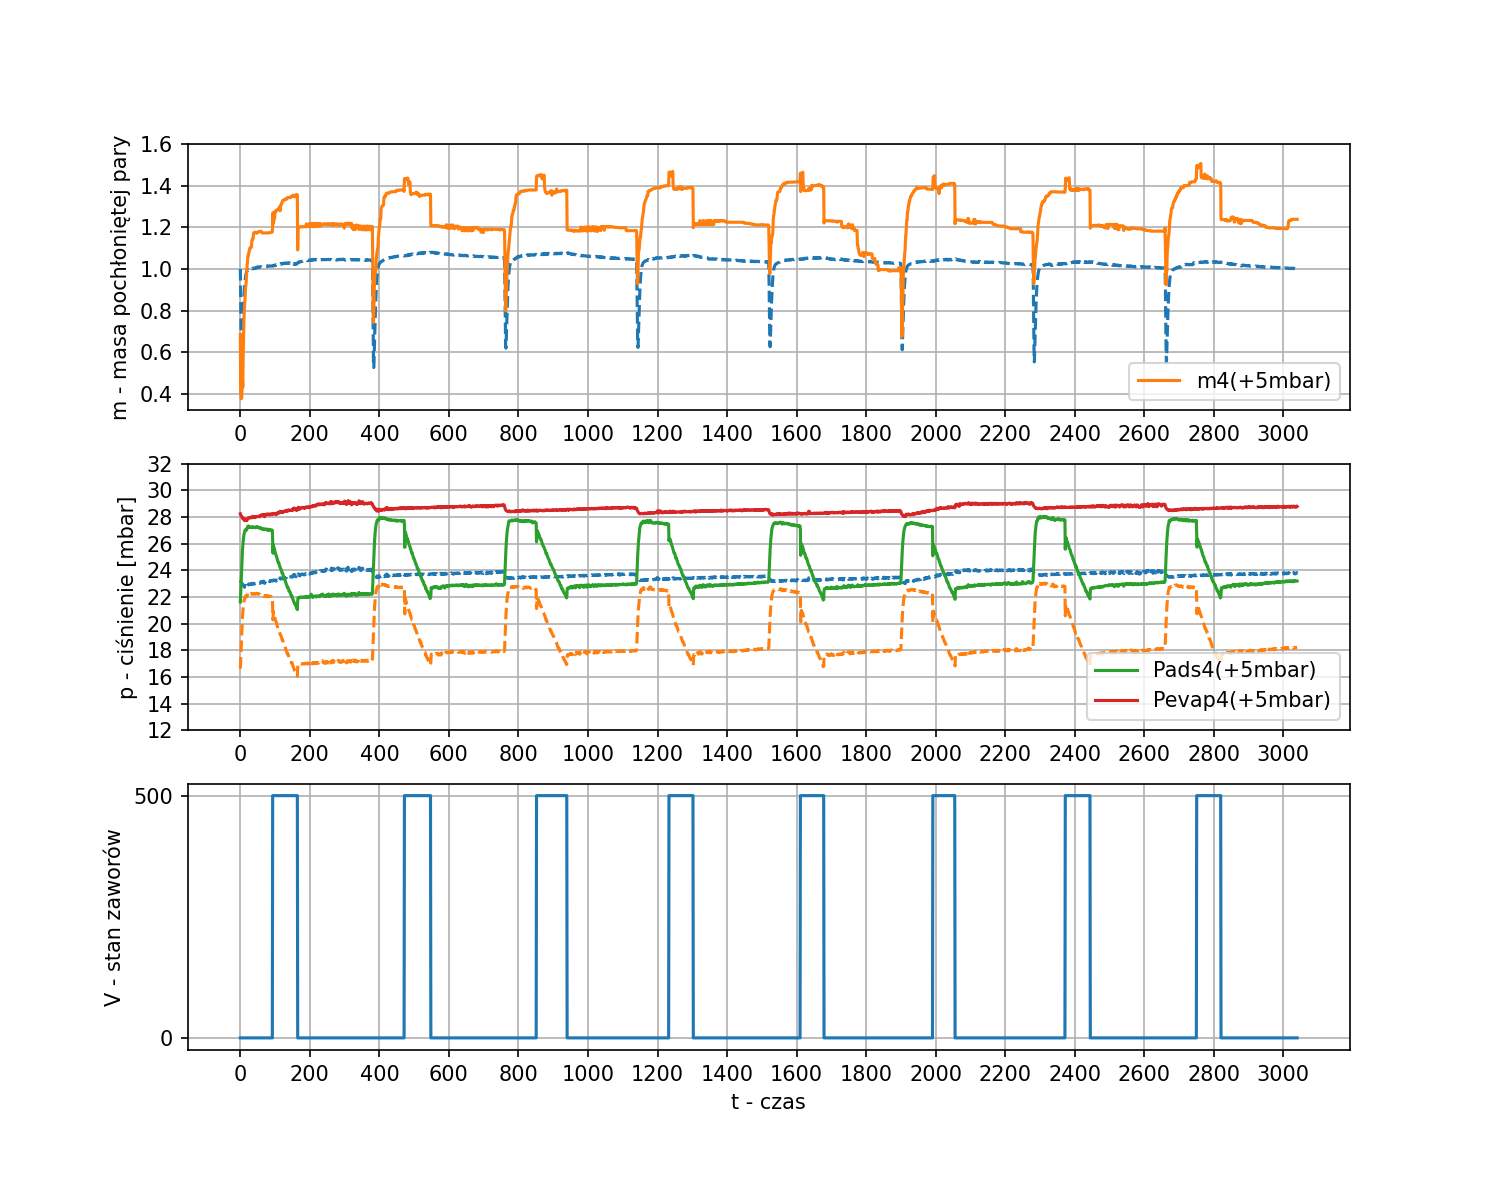 m - masa pochłoniętej pary
1.6
1.4
1.2
1.0
0.8
0.6
0.4
m4(+5mbar)
0 200 400 600 800 1000 1200 1400 1600 1800 2000 2200 2400 2600 2800 3000
p - ciśnienie [mbar]
32
30
28
26
24
22
20
18
16
14
12
Pads4(+5mbar)
Pevap4(+5mbar)
0 200 400 600 800 1000 1200 1400 1600 1800 2000 2200 2400 2600 2800 3000
V - stan zaworów
500
0
0 200 400 600 800 1000 1200 1400 1600 1800 2000 2200 2400 2600 2800 3000
t - czas